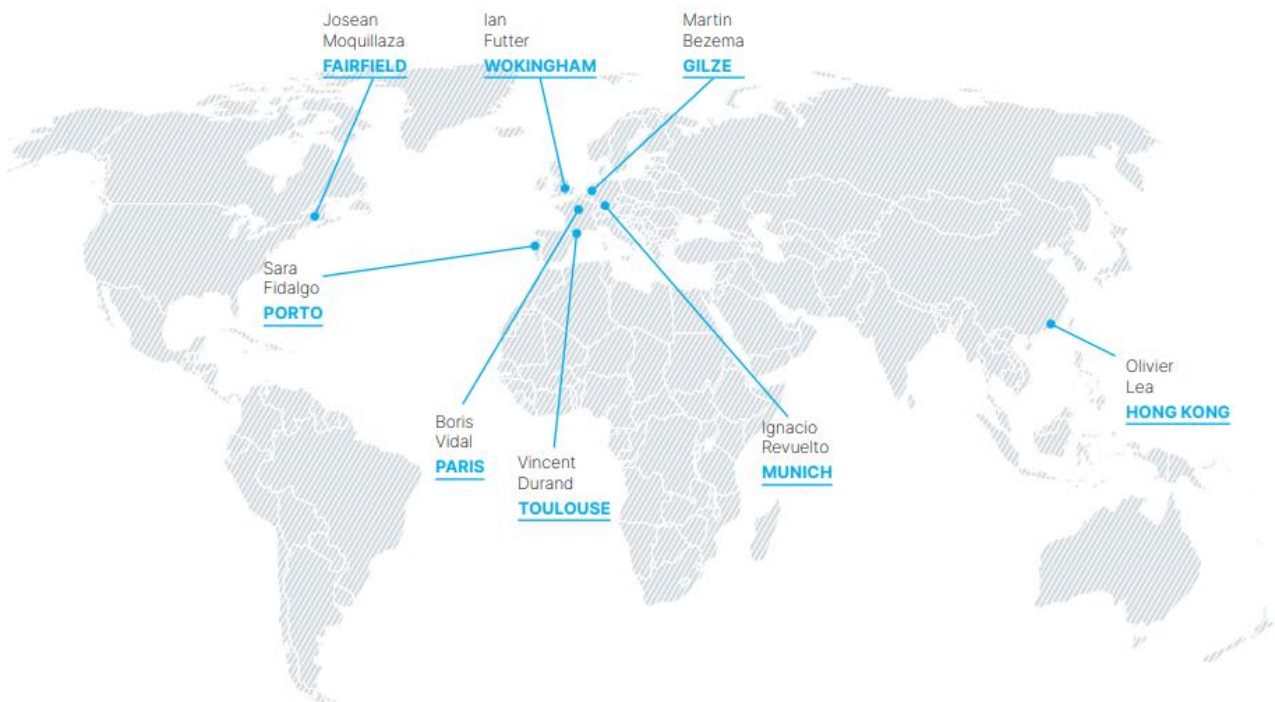 Josean
Moquillaza
FAIRFIELD
Ian
Futter
WOKINGHAM
Martin
Bezema
GILZE
Sara
Fidalgo
PORTO
Boris
Vidal
PARIS
Vincent
Durand
TOULOUSE
Ignacio
Revuelto
MUNICH
Olivier
Lea
HONG KONG